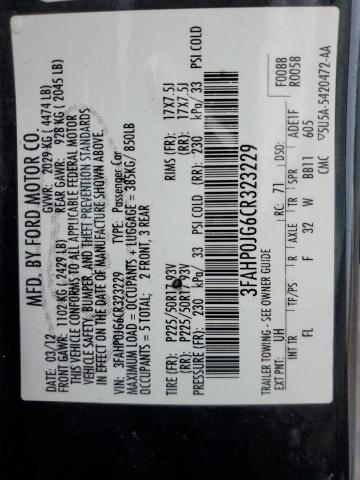 MFD. BY FORD MOTOR CO.
03/12 GVWR: 2029 KG ( 4474 LB)
FRONT GAWR: 1102 KG ( 2429 LB) REAR GAWR: 928 KG ( 2045 LB)
THIS VEHICLE CONFORMS TO ALL APPLICABLE FEDERAL MOTOR
VEHICLE SAFETY, BUMPER, AND THEFT PREVENTION STANDARDS
IN EFFECT ON THE DATE OF MANUFACTURE SHOWN ABOVE.
VIN: 3FAHP0JG6CR323229 TYPE: Passenger Car F0088
R0058
MAXIMUM LOAD = OCCUPANTS + LUGGAGE = 385KG/ 850LB
OCCUPANTS = 5 TOTAL; 2 FRONT, 3 REAR
TIRE (FR): P225/50R17 93V RIMS (FR): 17X7.5J
TIRE (RR): P225/50R17 93V (RR): 17X7.5J
PRESSURE (FR): 230 kPa/ 33 PSI COLD (RR): 230 kPa/ 33 PSI COLD
3FAHP0JG6CR323229
TRAILER TOWING - SEE OWNER GUIDE
EXT PNT: UH RC: 71 DSO:
INT TR TP/PS R AXLE TR SPR ADE1F
FL F 32 W BB11 605
CMC ▽5U5A-5420472-AA